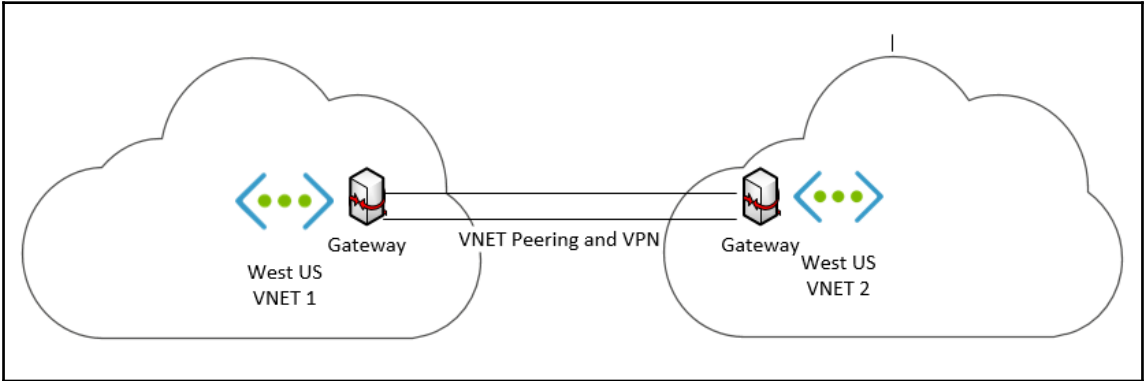 Gateway
West US
VNET 1
VNET Peering and VPN
Gateway
West US
VNET 2